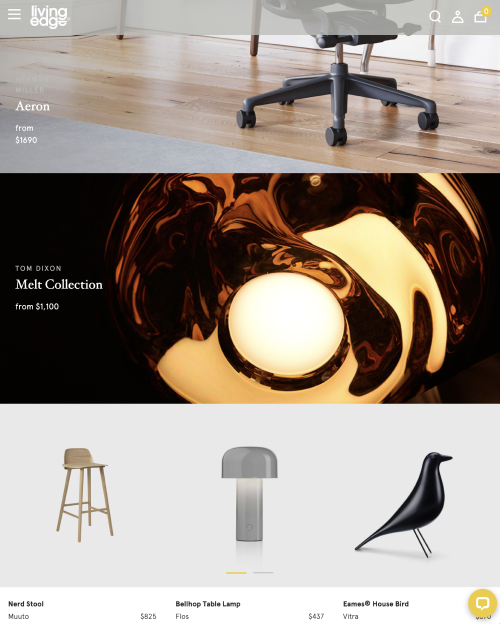 living
edge
0
HERMAN
MILLER
Aeron
from
$1690
TOM DIXON
Melt Collection
from $1,100
Nerd Stool
Muuto
$825
Bellhop Table Lamp
Flos
$437
Eames® House Bird
Vitra